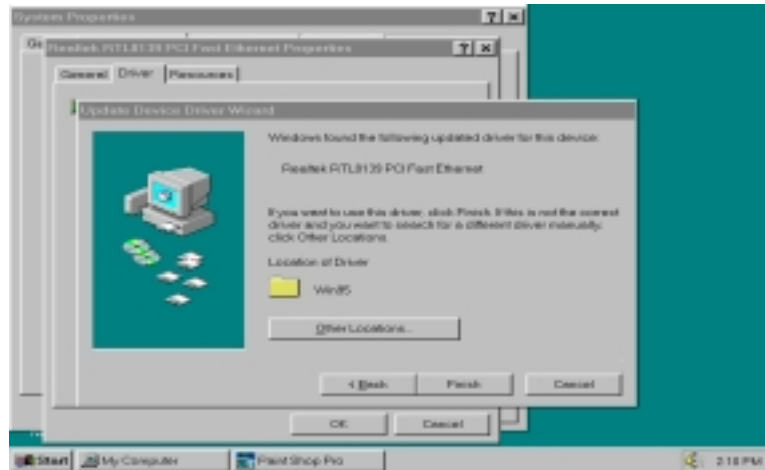 System Properties
Realtek RTL8139 PCI Fast Ethernet Properties
General Driver Resources
Update Device Driver Wizard
Windows found the following updated driver for this device:
Realtek RTL8139 PCI Fast Ethernet
If you want to use this driver, click Finish. If this is not the correct
driver and you want to search for a different driver manually,
click Other Locations.
Location of Driver
Win95
Other Locations...
< Back Finish Cancel
OK Cancel
Start My Computer Paint Shop Pro 2:18 PM